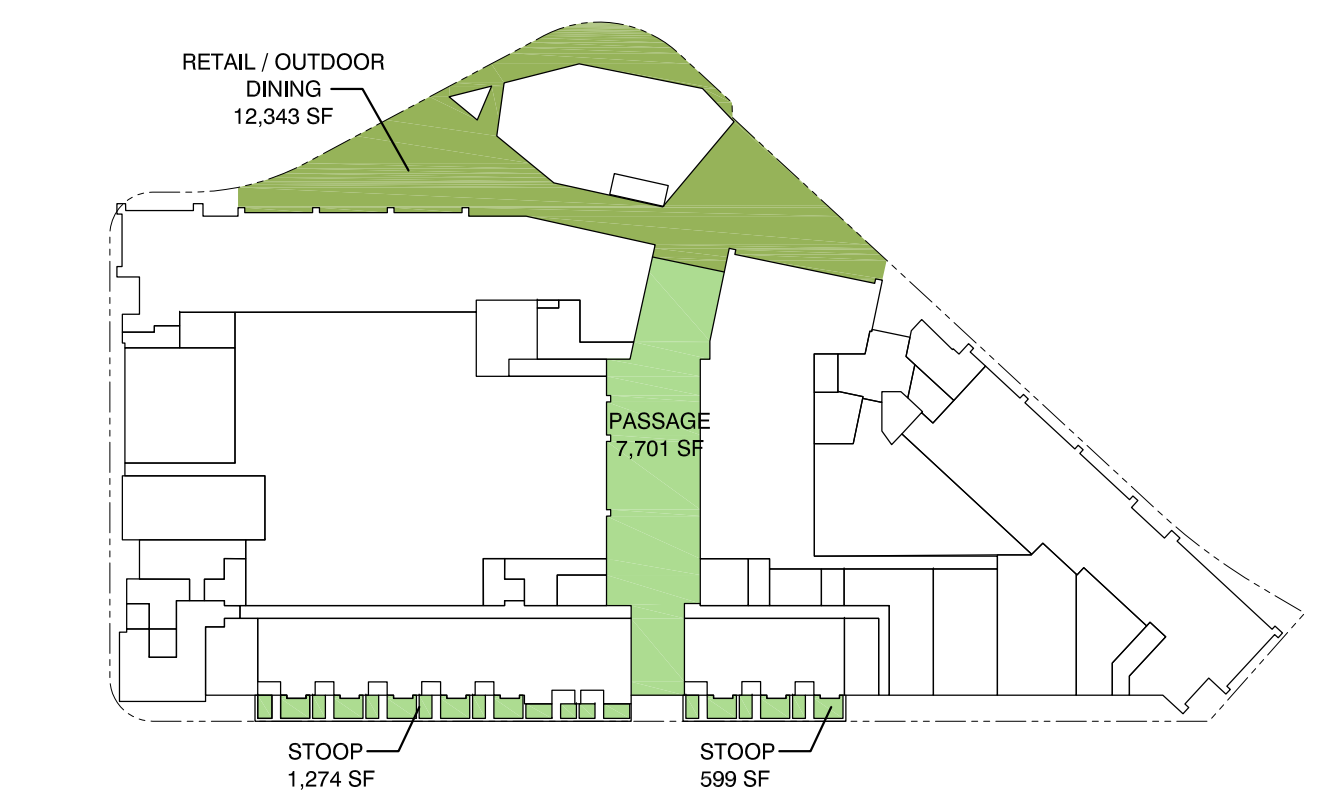 RETAIL / OUTDOOR
DINING
12,343 SF
PASSAGE
7,701 SF
STOOP
1,274 SF
STOOP
599 SF